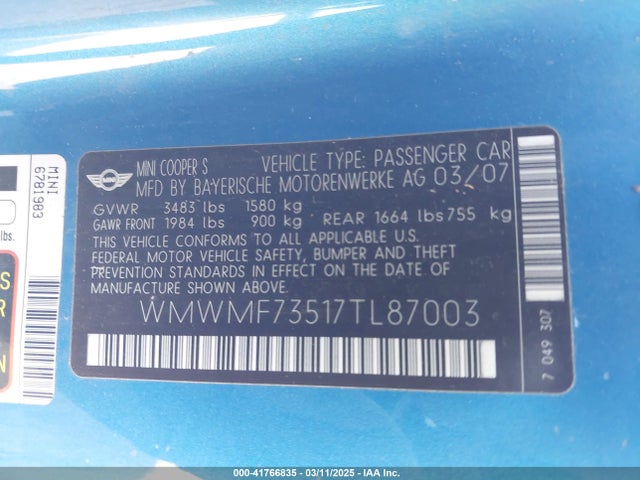 MINI COOPER S VEHICLE TYPE: PASSENGER CAR
MFD BY BAYERISCHE MOTORENWERKE AG 03/07
GVWR 3483 lbs 1580 kg
GAWR FRONT 1984 lbs 900 kg REAR 1664 lbs 755 kg
THIS VEHICLE CONFORMS TO ALL APPLICABLE U.S.
FEDERAL MOTOR VEHICLE SAFETY, BUMPER AND THEFT
PREVENTION STANDARDS IN EFFECT ON THE DATE OF
MANUFACTURE SHOWN ABOVE.
WMWMF73517TL87003
7 049 307
MINI
6781983
lbs.
000-41766835 - 03/11/2025 - IAA Inc.